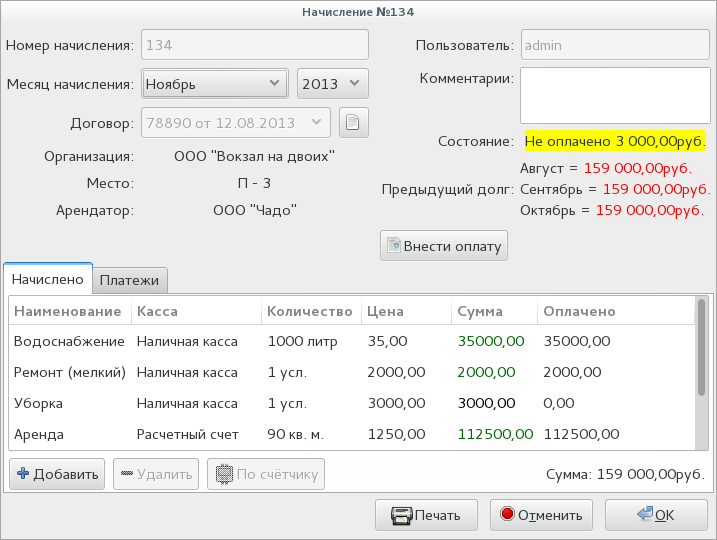 Начисление №134
Номер начисления: 134
Пользователь: admin
Месяц начисления: Ноябрь 2013
Комментарии:
Договор: 78890 от 12.08.2013
Состояние: Не оплачено 3 000,00руб.
Организация: ООО "Вокзал на двоих"
Место: П - 3
Арендатор: ООО "Чадо"
Предыдущий долг:
Август = 159 000,00руб.
Сентябрь = 159 000,00руб.
Октябрь = 159 000,00руб.
Внести оплату
Начислено Платежи
Наименование Касса Количество Цена Сумма Оплачено
Водоснабжение Наличная касса 1000 литр 35,00 35000,00 35000,00
Ремонт (мелкий) Наличная касса 1 усл. 2000,00 2000,00 2000,00
Уборка Наличная касса 1 усл. 3000,00 3000,00 0,00
Аренда Расчетный счет 90 кв. м. 1250,00 112500,00 112500,00
Добавить Удалить По счётчику Сумма: 159 000,00руб.
Печать Отменить OK